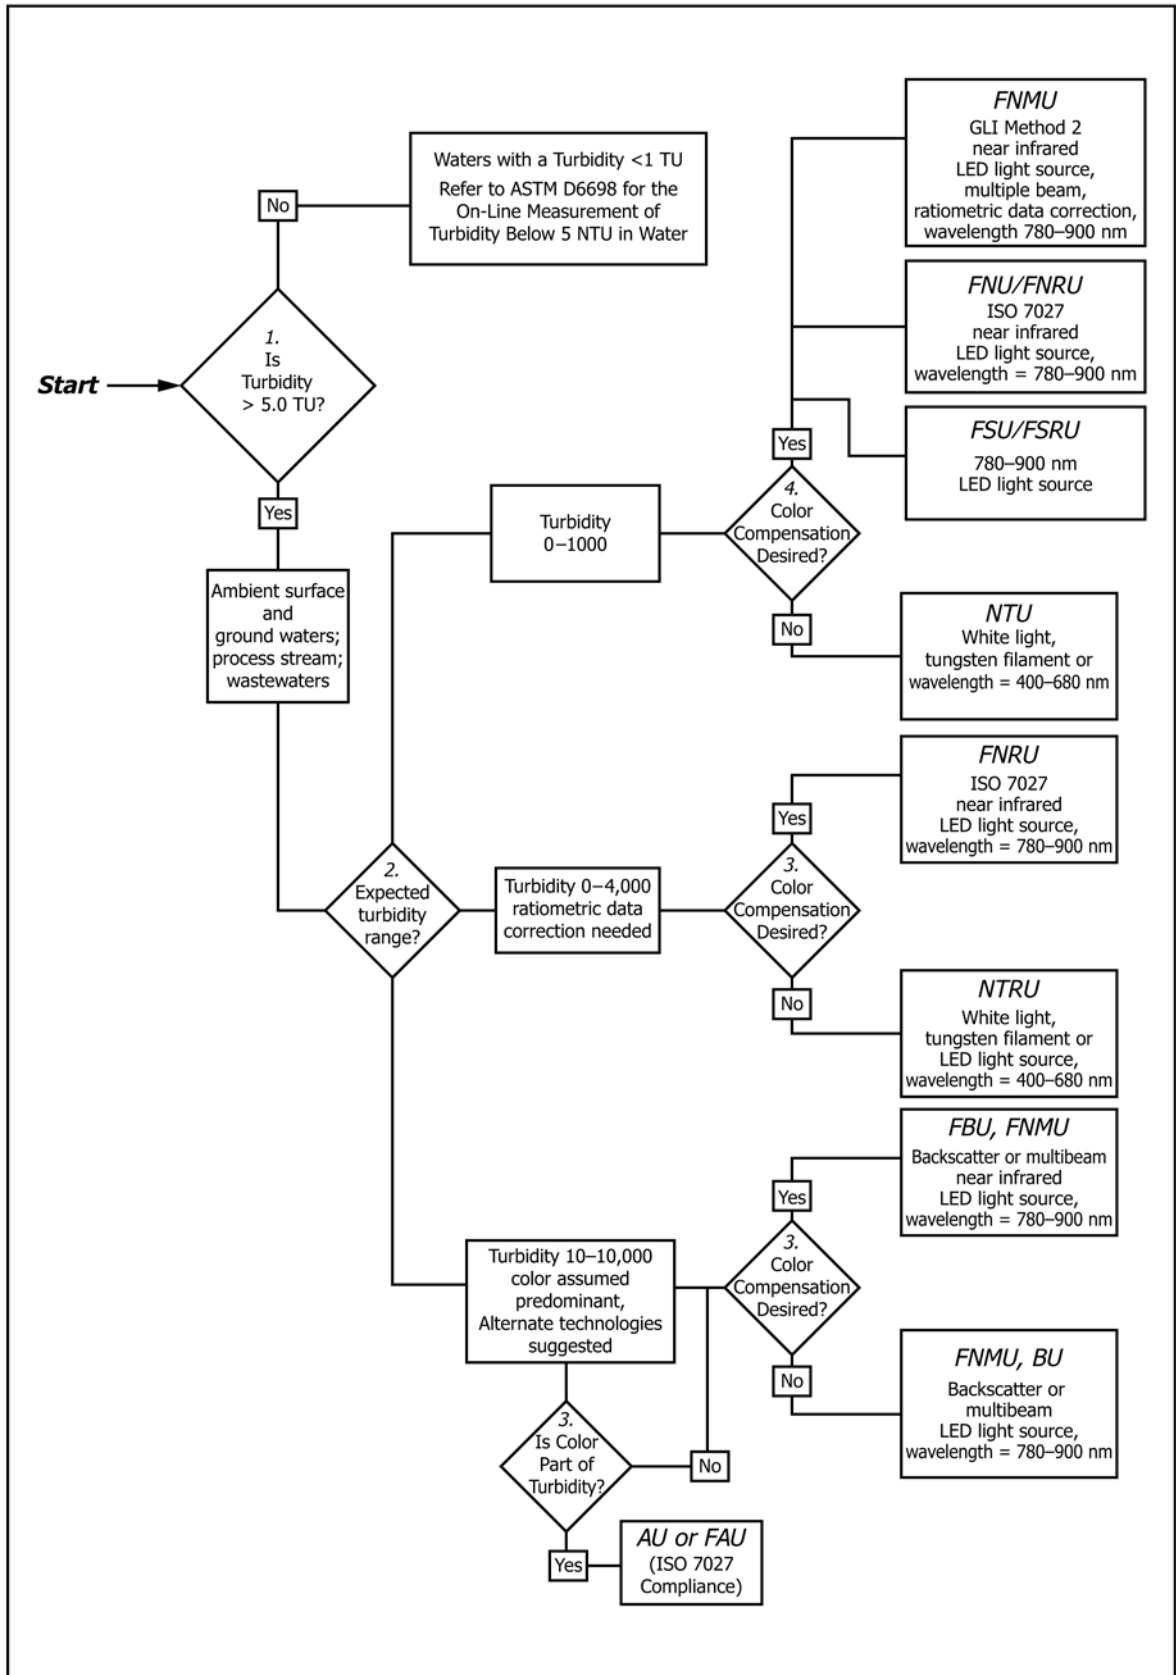 Waters with a Turbidity <1 TU
Refer to ASTM D6698 for the
On-Line Measurement of
Turbidity Below 5 NTU in Water
No
1.
Is
Turbidity
> 5.0 TU?
Start
Yes
Ambient surface
and
ground waters;
process stream;
wastewaters
2.
Expected
turbidity
range?
Turbidity
0–1000
4.
Color
Compensation
Desired?
Yes
FNMU
GLI Method 2
near infrared
LED light source,
multiple beam,
ratiometric data correction,
wavelength 780–900 nm
FNU/FNRU
ISO 7027
near infrared
LED light source,
wavelength = 780–900 nm
FSU/FSRU
780–900 nm
LED light source
No
NTU
White light,
tungsten filament or
wavelength = 400–680 nm
Turbidity 0–4,000
ratiometric data
correction needed
3.
Color
Compensation
Desired?
Yes
FNRU
ISO 7027
near infrared
LED light source,
wavelength = 780–900 nm
No
NTRU
White light,
tungsten filament or
LED light source,
wavelength = 400–680 nm
Turbidity 10–10,000
color assumed
predominant,
Alternate technologies
suggested
3.
Color
Compensation
Desired?
Yes
FBU, FNMU
Backscatter or multibeam
near infrared
LED light source,
wavelength = 780–900 nm
No
FNMU, BU
Backscatter or
multibeam
LED light source,
wavelength = 780–900 nm
3.
Is Color
Part of
Turbidity?
No
Yes
AU or FAU
(ISO 7027
Compliance)